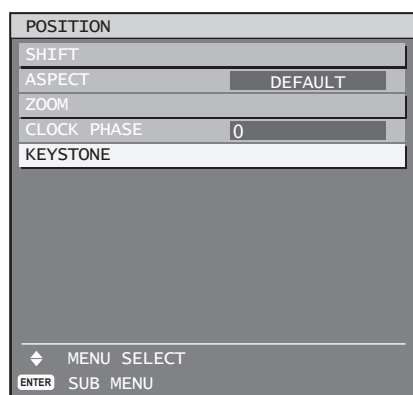 POSITION
SHIFT
ASPECT DEFAULT
ZOOM
CLOCK PHASE 0
KEYSTONE
MENU SELECT
ENTER SUB MENU